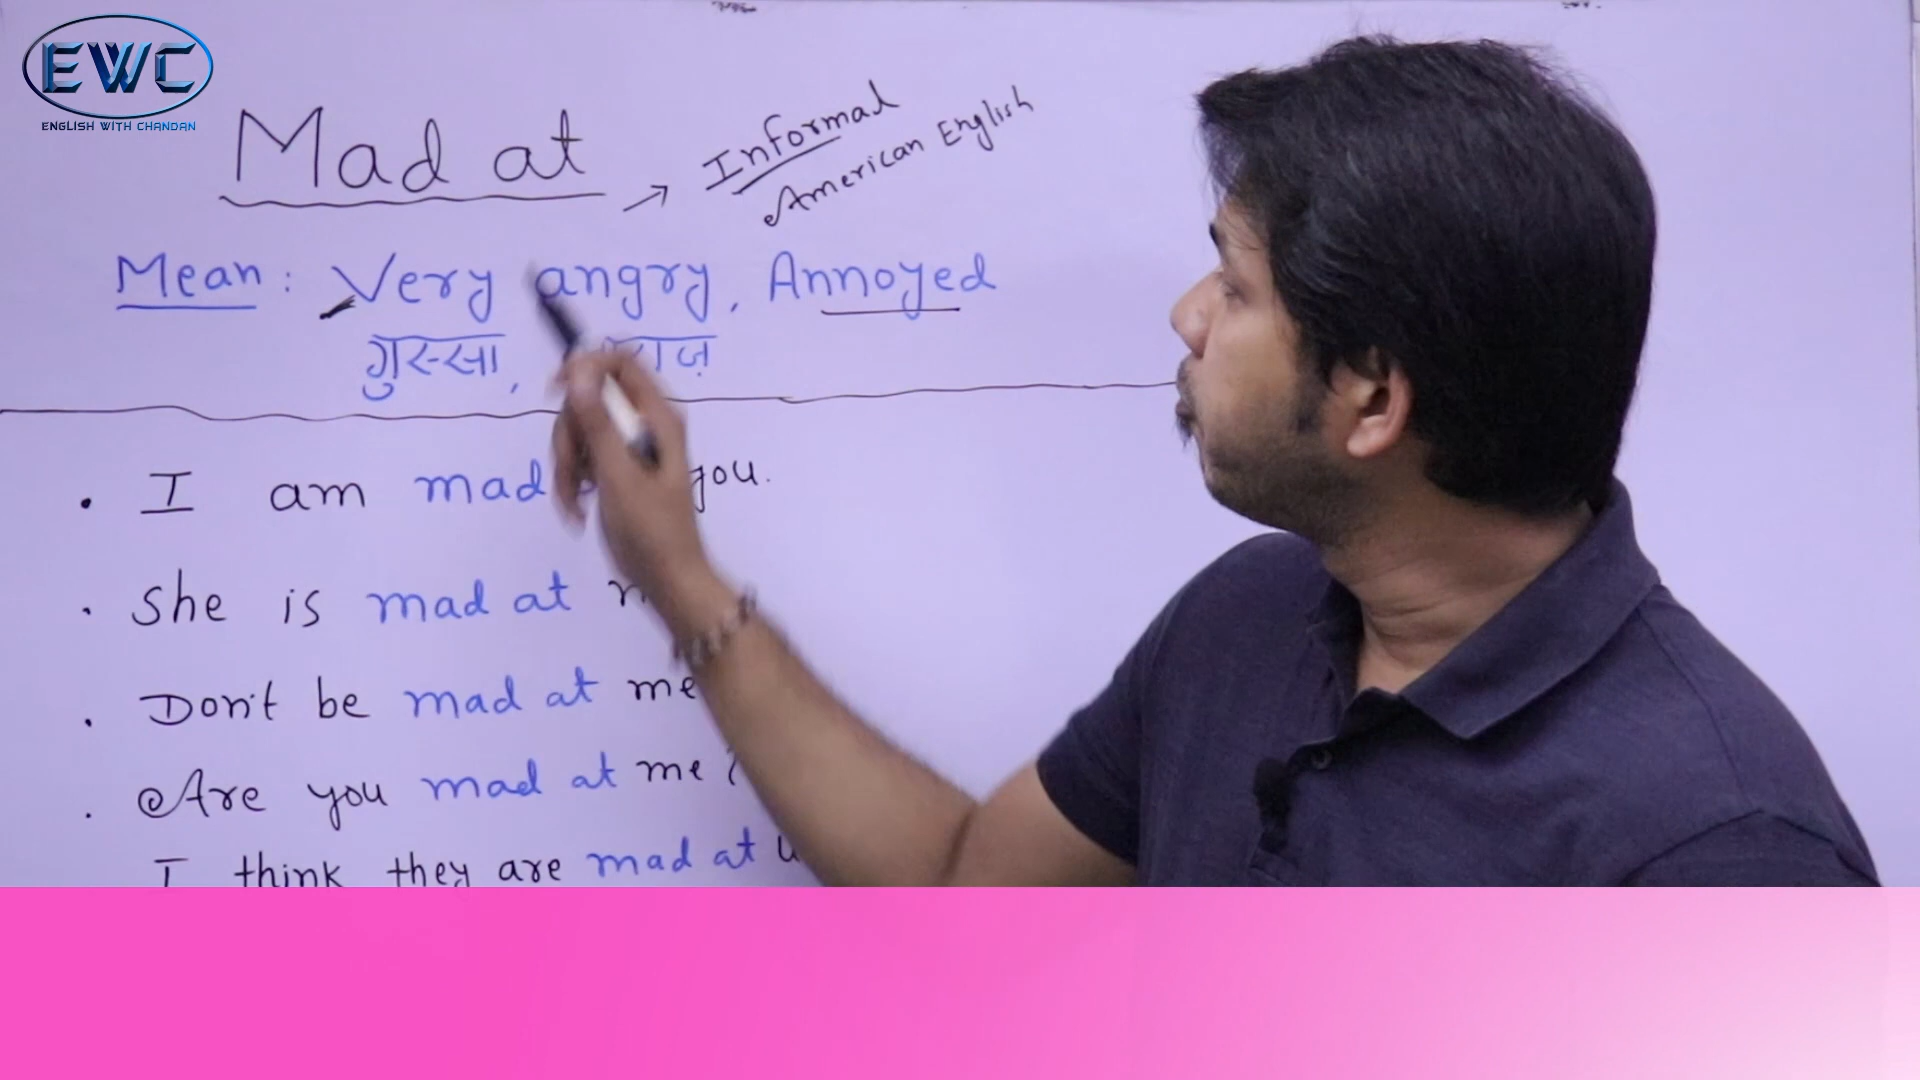 EWC
ENGLISH WITH CHANDAN
Mad at → Informal
American English
Mean: Very angry, Annoyed
गुस्सा,
• I am mad you.
• She is mad at
• Don't be mad at me
• Are you mad at me ?
I think they are mad at